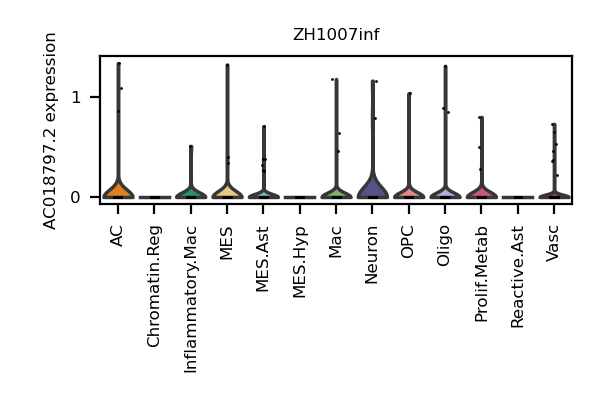 ZH1007inf
AC018797.2 expression
1
0
AC
Chromatin.Reg
Inflammatory.Mac
MES
MES.Ast
MES.Hyp
Mac
Neuron
OPC
Oligo
Prolif.Metab
Reactive.Ast
Vasc